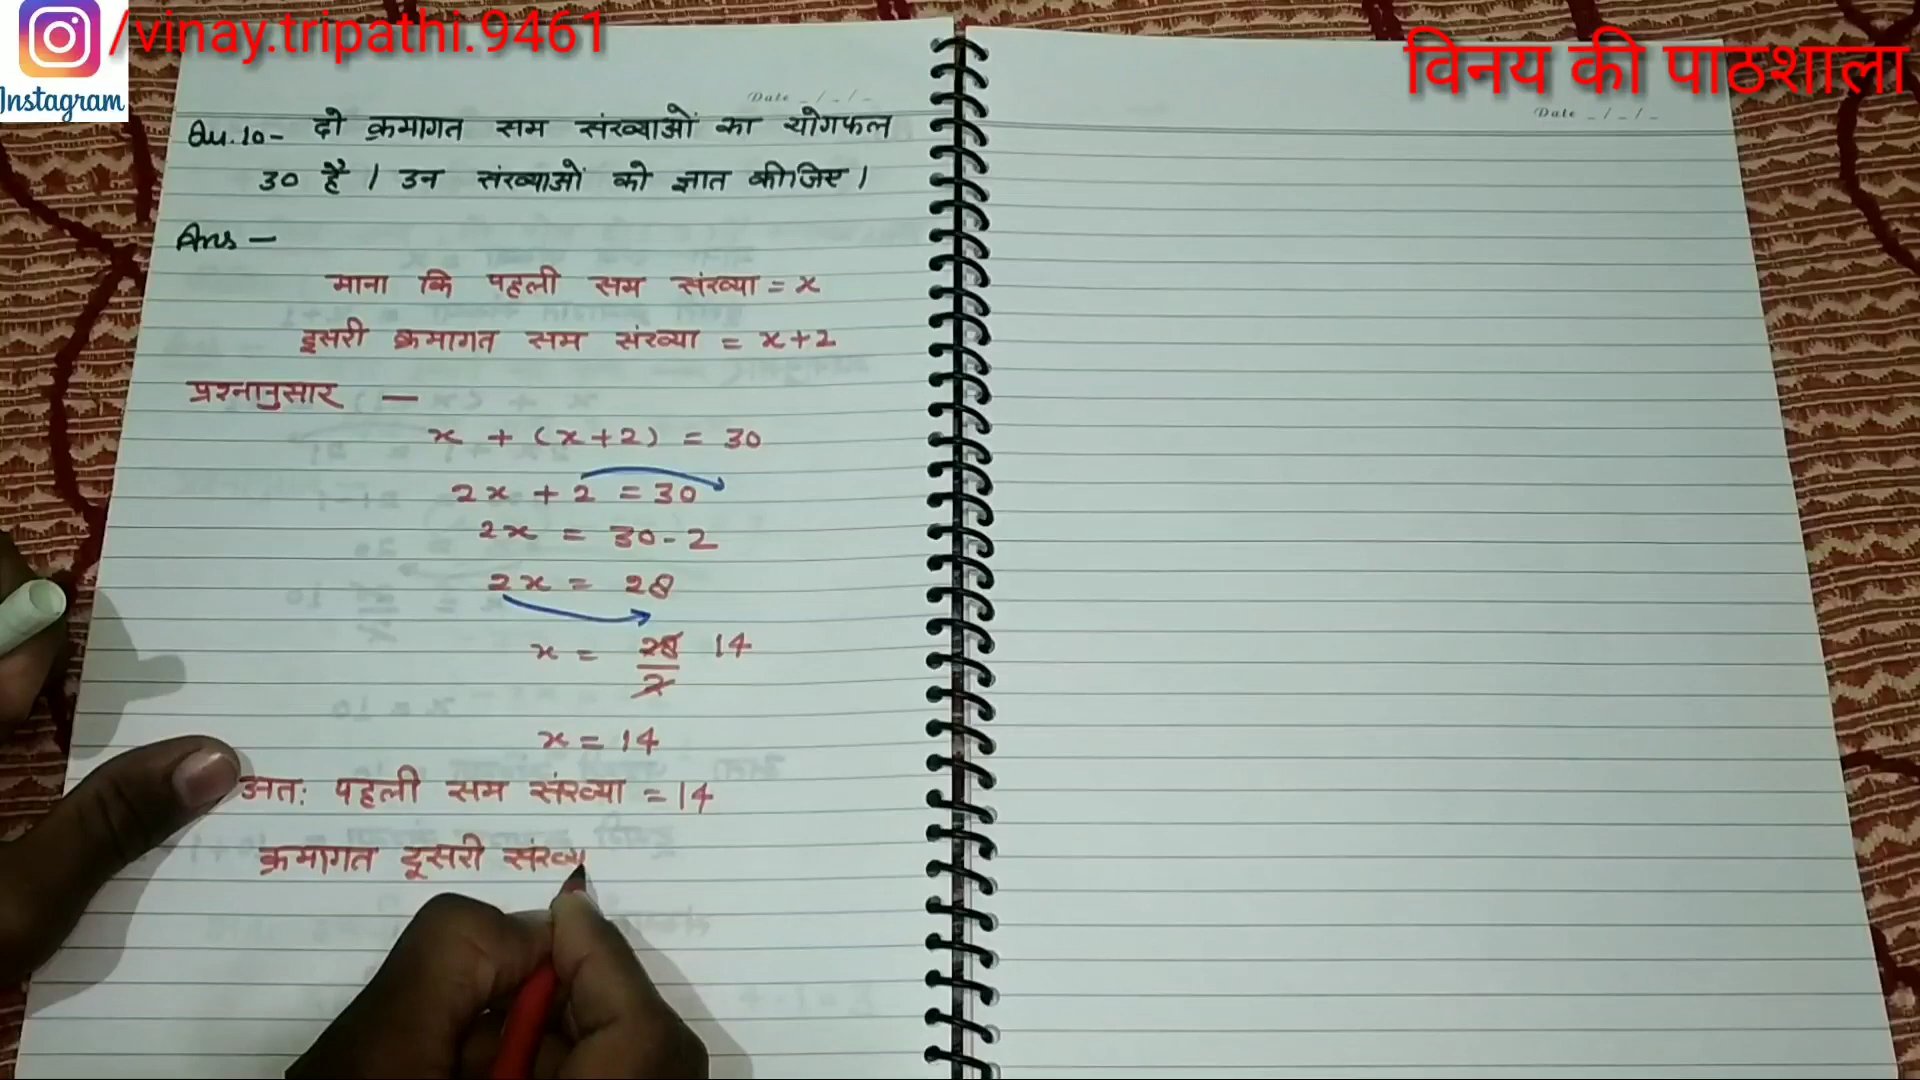 /vinay.tripathi.9461
Instagram
विनय की पाठशाला
Date _/_/_
Date _/_/_
Qu.10- दो क्रमागत सम संख्याओं का योगफल
30 है । उन संख्याओं को ज्ञात कीजिए ।
Ans -
माना कि पहली सम संख्या = x
दूसरी क्रमागत सम संख्या = x+2
प्रश्नानुसार —
x + (x+2) = 30
2x + 2 = 30
2x = 30-2
2x = 28
x = 28/2 14
x = 14
अतः पहली सम संख्या = 14
क्रमागत दूसरी संख्या